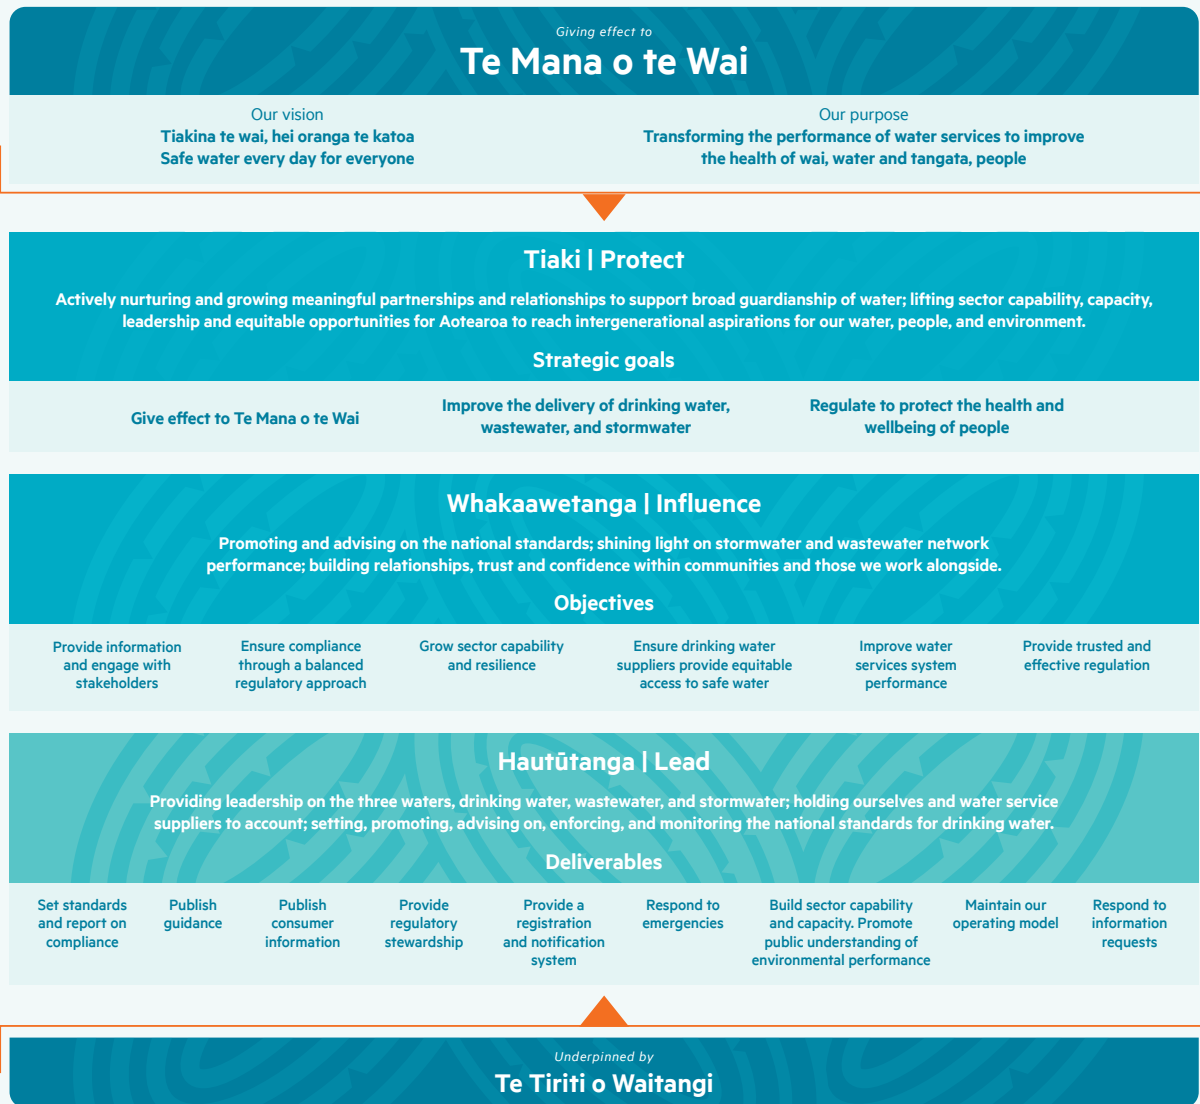 Giving effect to
Te Mana o te Wai
Our vision
Tiakina te wai, hei oranga te katoa
Safe water every day for everyone
Our purpose
Transforming the performance of water services to improve
the health of wai, water and tangata, people
Tiaki | Protect
Actively nurturing and growing meaningful partnerships and relationships to support broad guardianship of water; lifting sector capability, capacity,
leadership and equitable opportunities for Aotearoa to reach intergenerational aspirations for our water, people, and environment.
Strategic goals
Give effect to Te Mana o te Wai
Improve the delivery of drinking water,
wastewater, and stormwater
Regulate to protect the health and
wellbeing of people
Whakaawetanga | Influence
Promoting and advising on the national standards; shining light on stormwater and wastewater network
performance; building relationships, trust and confidence within communities and those we work alongside.
Objectives
Provide information
and engage with
stakeholders
Ensure compliance
through a balanced
regulatory approach
Grow sector capability
and resilience
Ensure drinking water
suppliers provide equitable
access to safe water
Improve water
services system
performance
Provide trusted and
effective regulation
Hautūtanga | Lead
Providing leadership on the three waters, drinking water, wastewater, and stormwater; holding ourselves and water service
suppliers to account; setting, promoting, advising on, enforcing, and monitoring the national standards for drinking water.
Deliverables
Set standards
and report on
compliance
Publish
guidance
Publish
consumer
information
Provide
regulatory
stewardship
Provide a
registration
and notification
system
Respond to
emergencies
Build sector capability
and capacity. Promote
public understanding of
environmental performance
Maintain our
operating model
Respond to
information
requests
Underpinned by
Te Tiriti o Waitangi